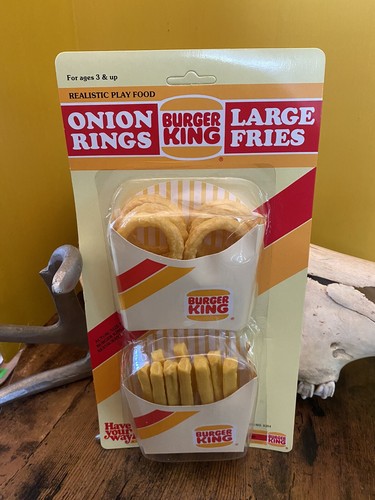 For ages 3 & up
REALISTIC PLAY FOOD
ONION
RINGS
BURGER
KING
LARGE
FRIES
BURGER
KING
BURGER
KING
Have
your
way!
BURGER
KING